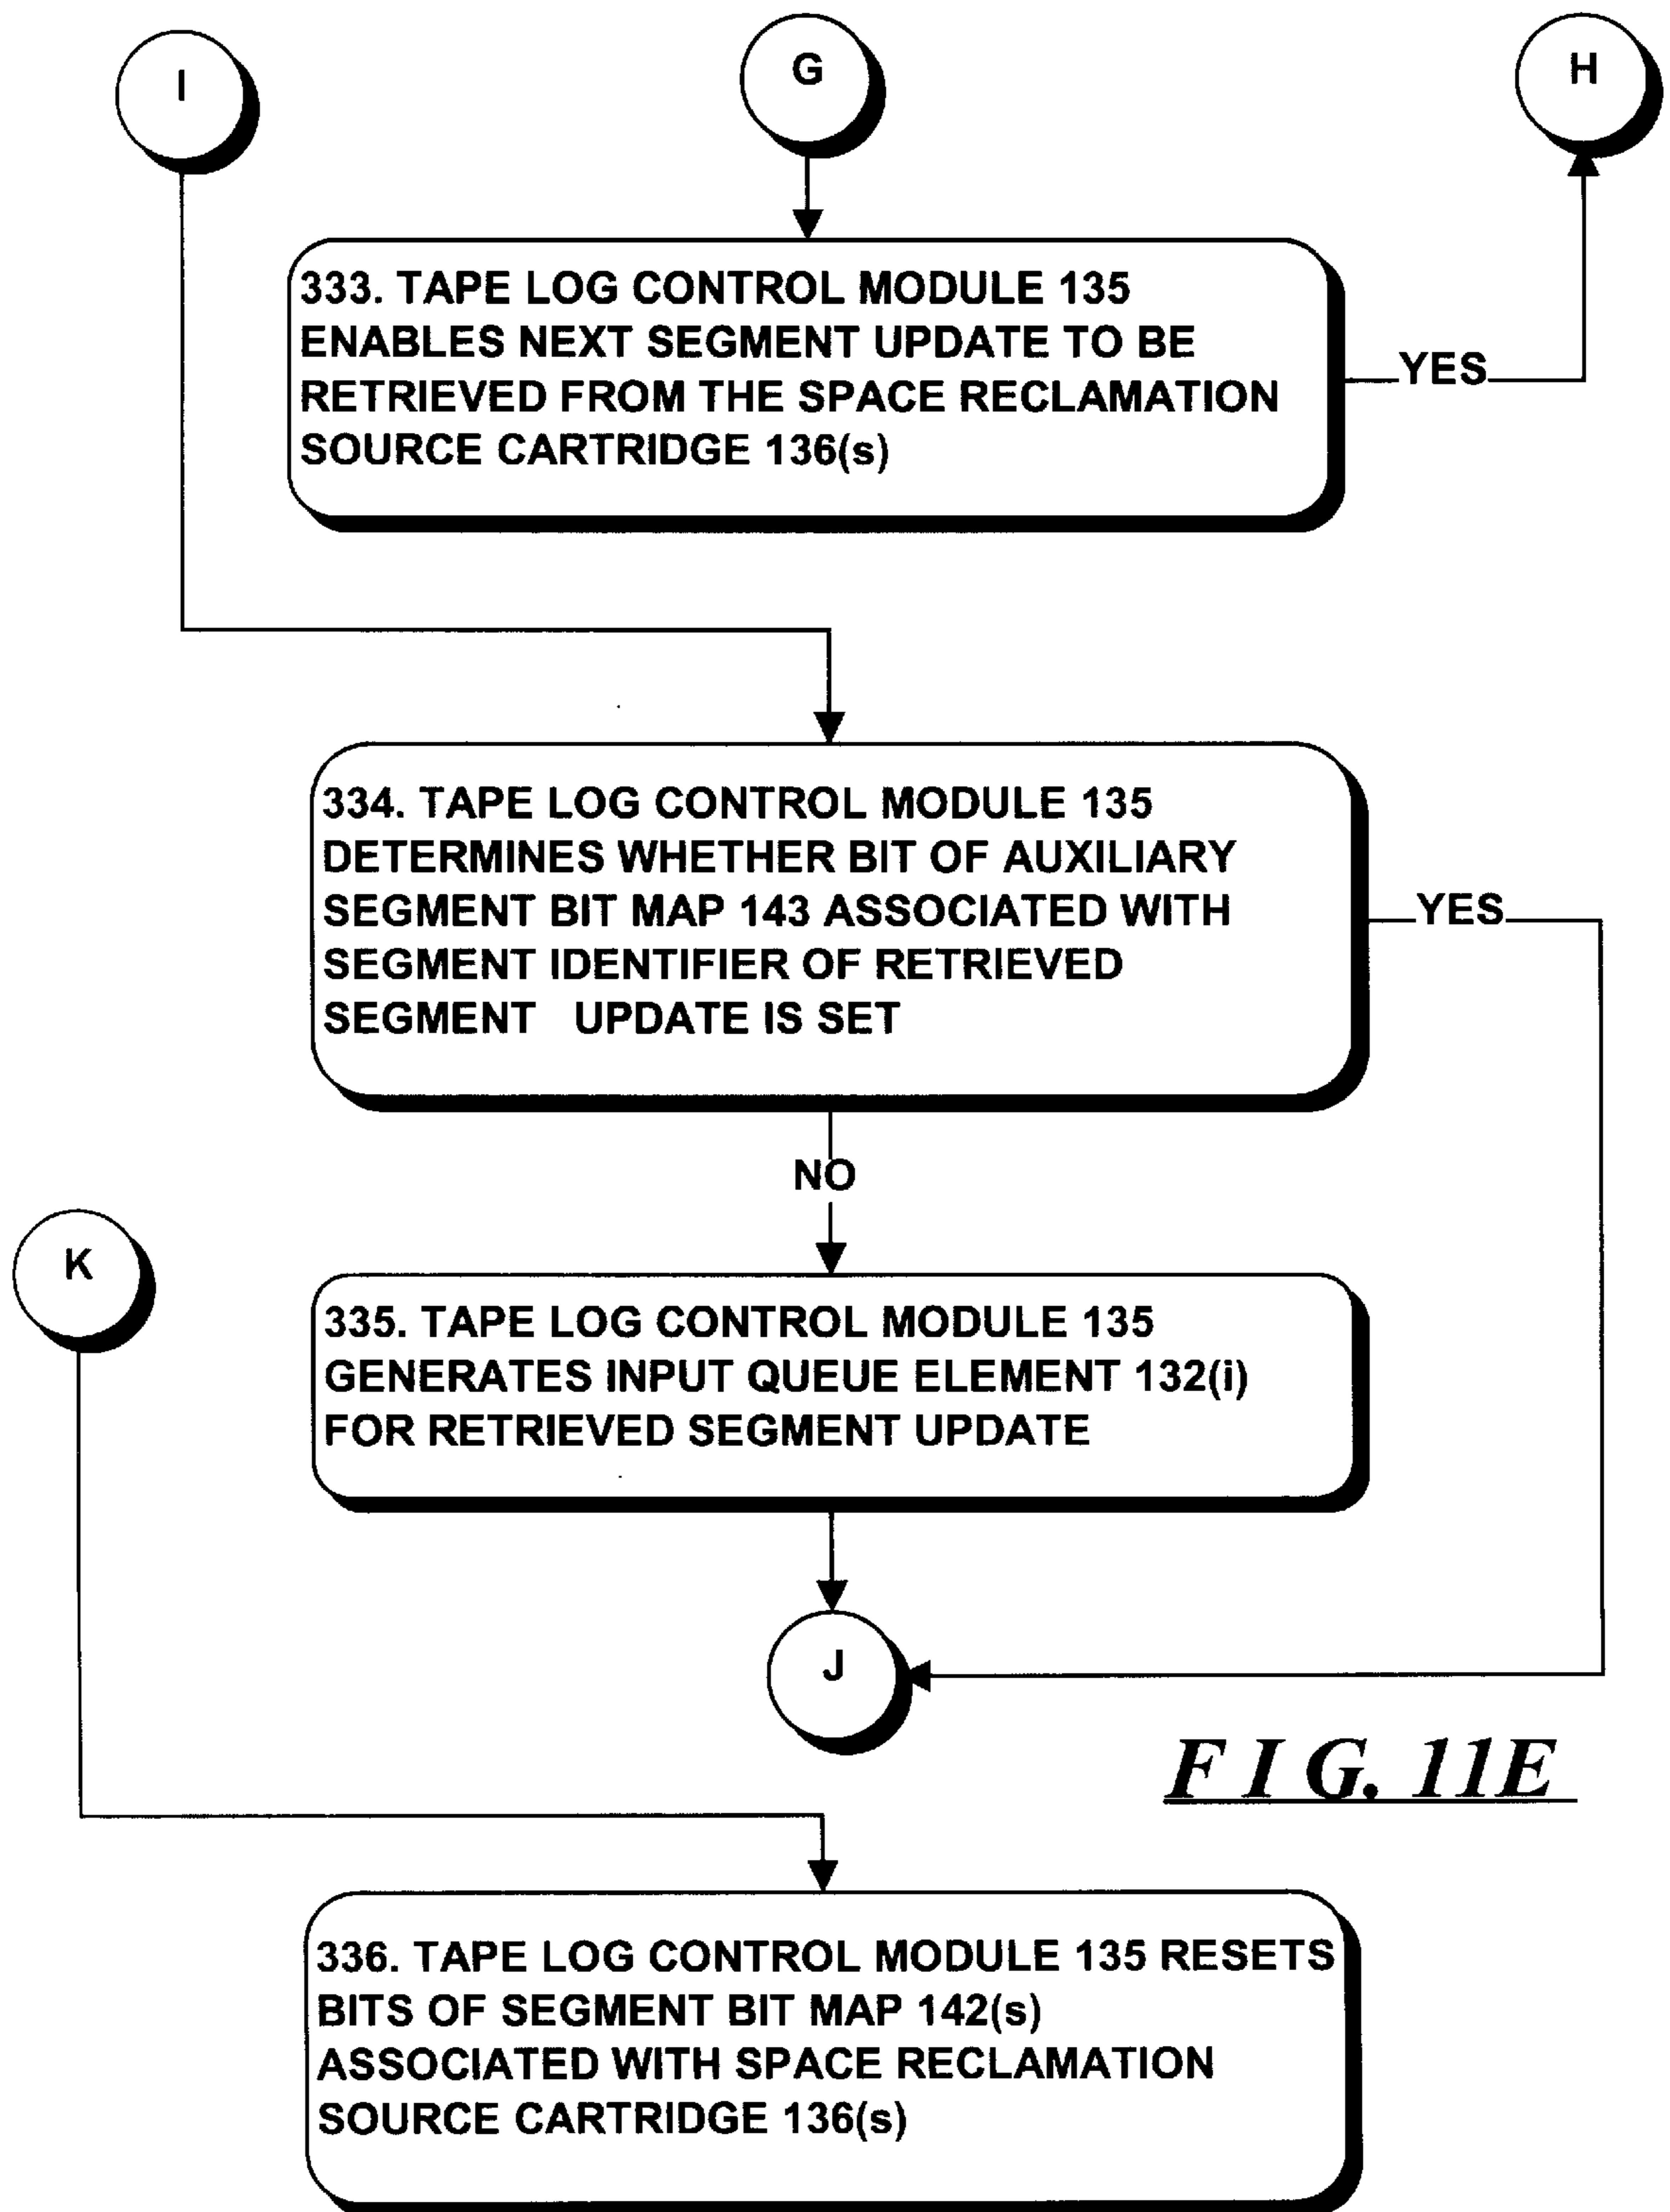 I
G
H
333. TAPE LOG CONTROL MODULE 135
ENABLES NEXT SEGMENT UPDATE TO BE
RETRIEVED FROM THE SPACE RECLAMATION
SOURCE CARTRIDGE 136(s)
YES
334. TAPE LOG CONTROL MODULE 135
DETERMINES WHETHER BIT OF AUXILIARY
SEGMENT BIT MAP 143 ASSOCIATED WITH
SEGMENT IDENTIFIER OF RETRIEVED
SEGMENT UPDATE IS SET
YES
NO
K
335. TAPE LOG CONTROL MODULE 135
GENERATES INPUT QUEUE ELEMENT 132(i)
FOR RETRIEVED SEGMENT UPDATE
J
FIG. 11E
336. TAPE LOG CONTROL MODULE 135 RESETS
BITS OF SEGMENT BIT MAP 142(s)
ASSOCIATED WITH SPACE RECLAMATION
SOURCE CARTRIDGE 136(s)